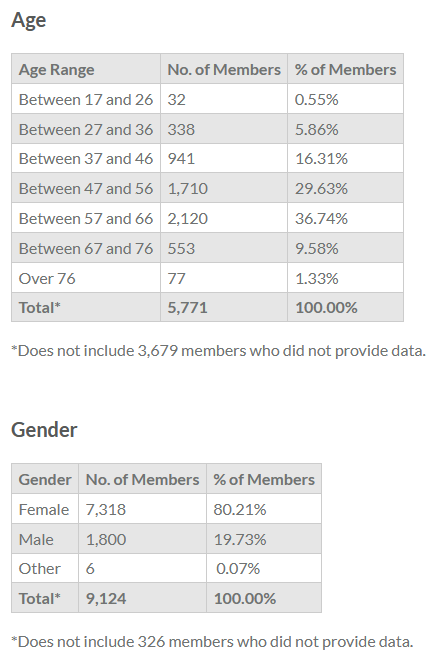 Age
Age Range No. of Members % of Members
Between 17 and 26 32 0.55%
Between 27 and 36 338 5.86%
Between 37 and 46 941 16.31%
Between 47 and 56 1,710 29.63%
Between 57 and 66 2,120 36.74%
Between 67 and 76 553 9.58%
Over 76 77 1.33%
Total* 5,771 100.00%
*Does not include 3,679 members who did not provide data.
Gender
Gender No. of Members % of Members
Female 7,318 80.21%
Male 1,800 19.73%
Other 6 0.07%
Total* 9,124 100.00%
*Does not include 326 members who did not provide data.